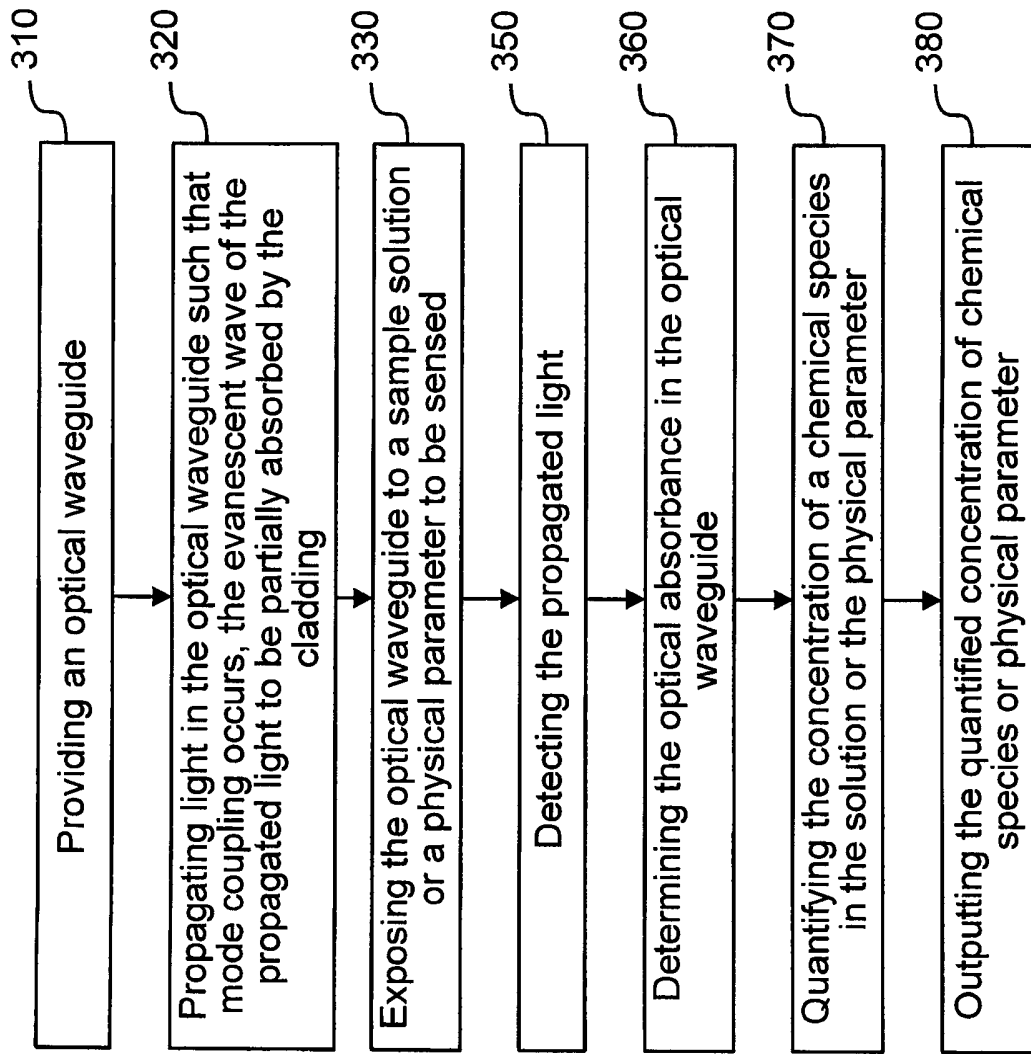 310
Providing an optical waveguide
320
Propagating light in the optical waveguide such that
mode coupling occurs, the evanescent wave of the
propagated light to be partially absorbed by the
cladding
330
Exposing the optical waveguide to a sample solution
or a physical parameter to be sensed
350
Detecting the propagated light
360
Determining the optical absorbance in the optical
waveguide
370
Quantifying the concentration of a chemical species
in the solution or the physical parameter
380
Outputting the quantified concentration of chemical
species or physical parameter